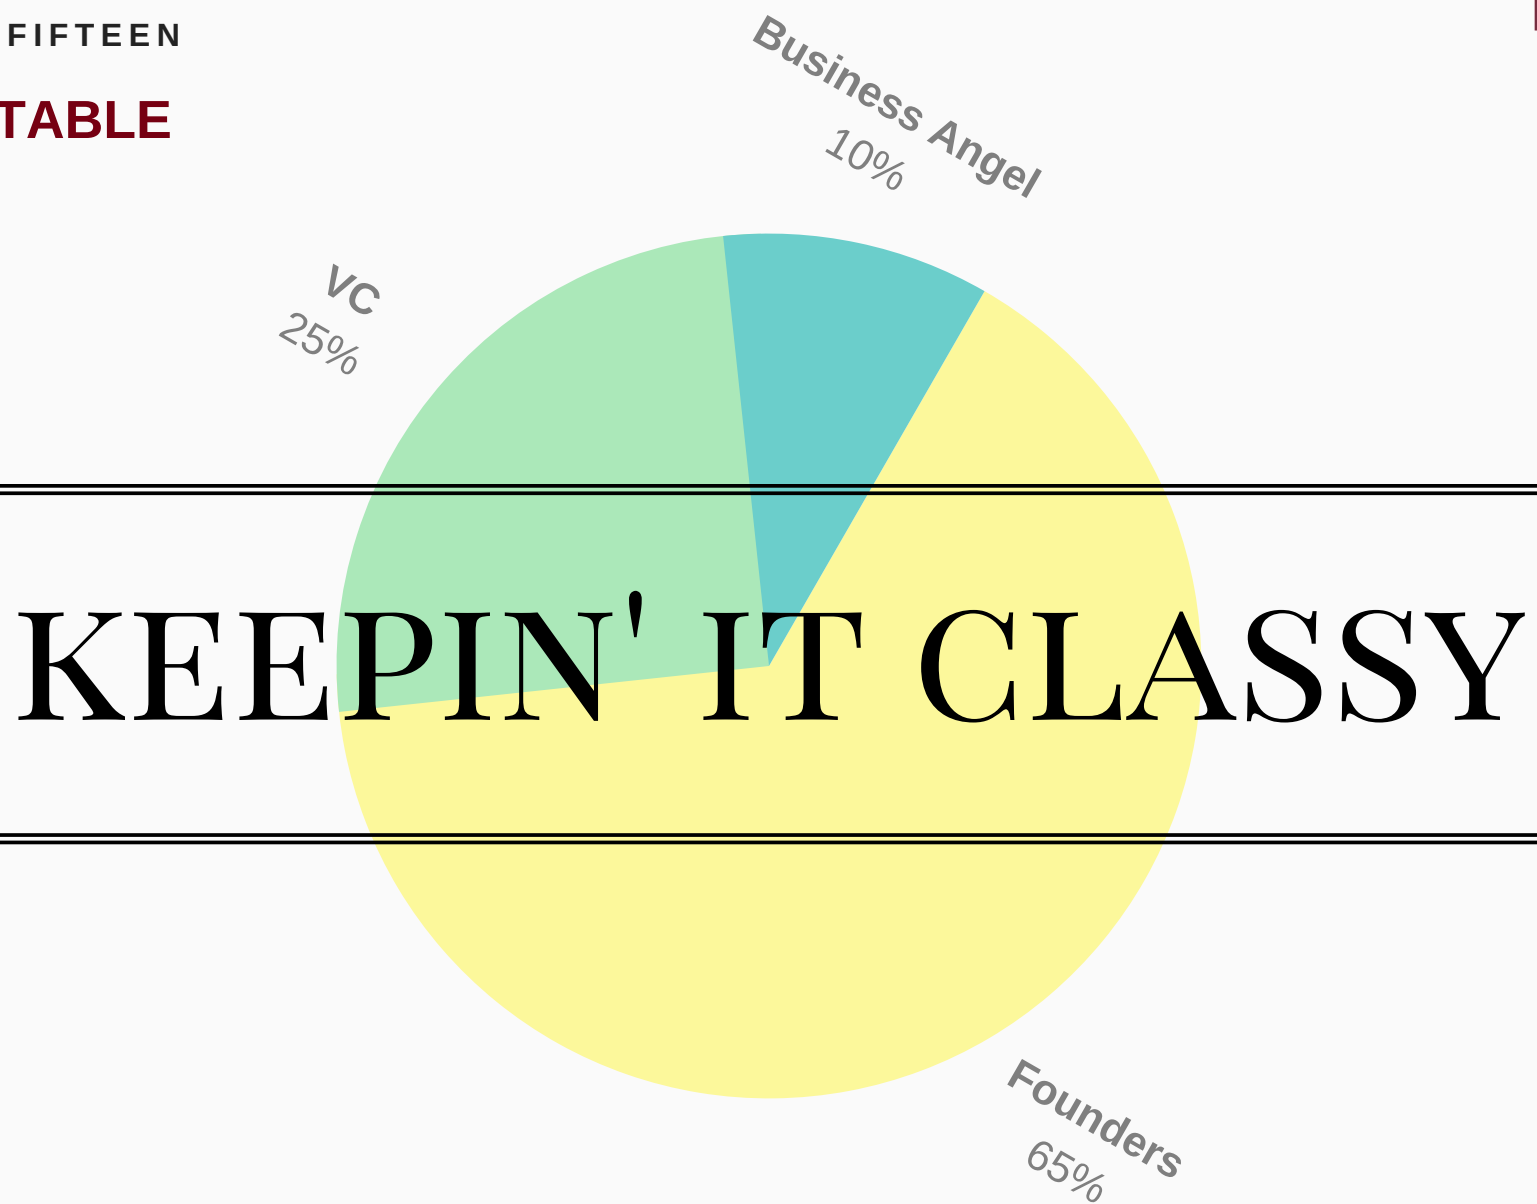 FIFTEEN
TABLE
Business Angel
10%
VC
25%
KEEPIN' IT CLASSY
Founders
65%